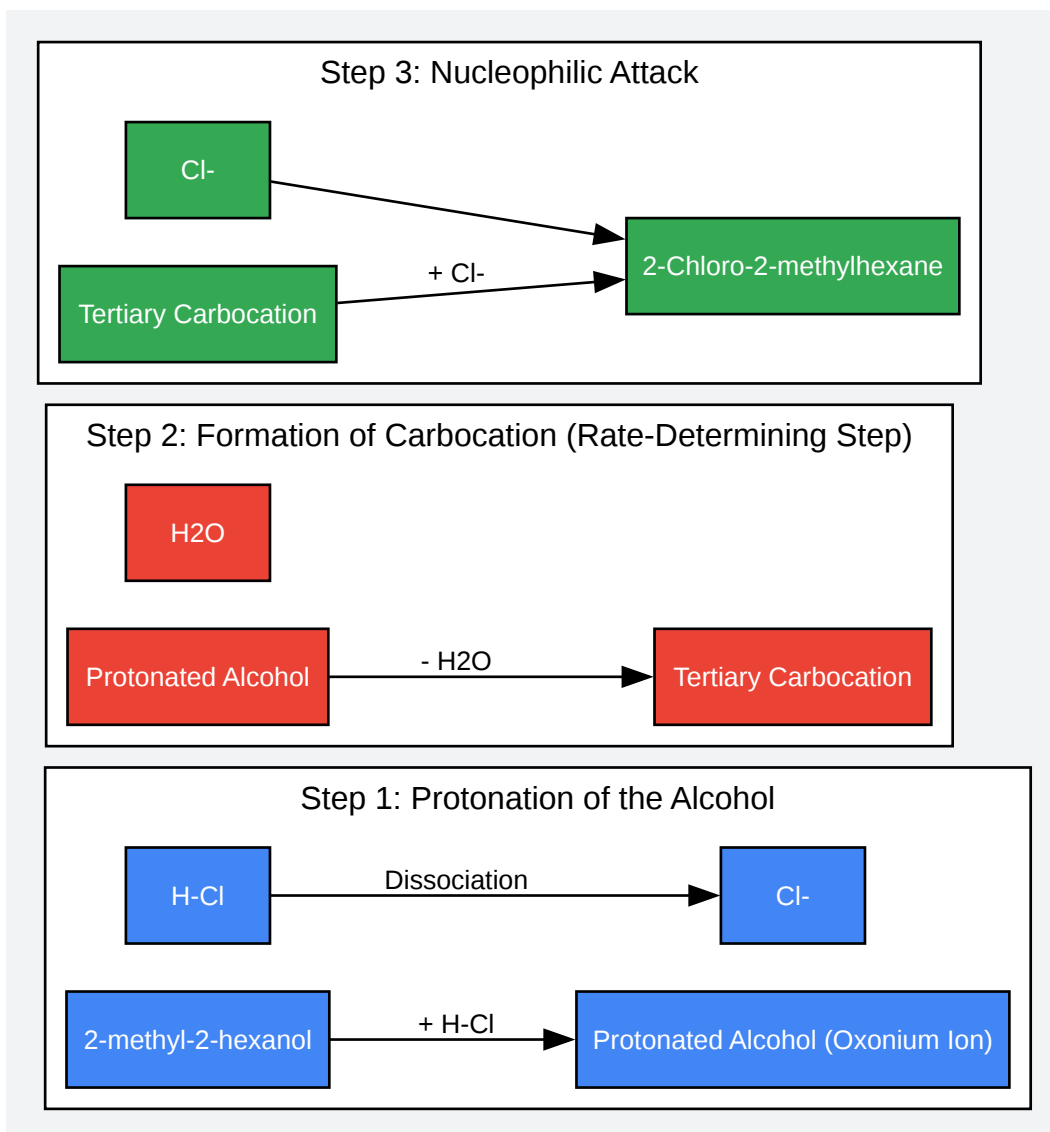 Step 3: Nucleophilic Attack
Cl-
+ Cl-
2-Chloro-2-methylhexane
Tertiary Carbocation
Step 2: Formation of Carbocation (Rate-Determining Step)
H2O
Protonated Alcohol
- H2O
Tertiary Carbocation
Step 1: Protonation of the Alcohol
H-Cl
Dissociation
Cl-
2-methyl-2-hexanol
+ H-Cl
Protonated Alcohol (Oxonium Ion)